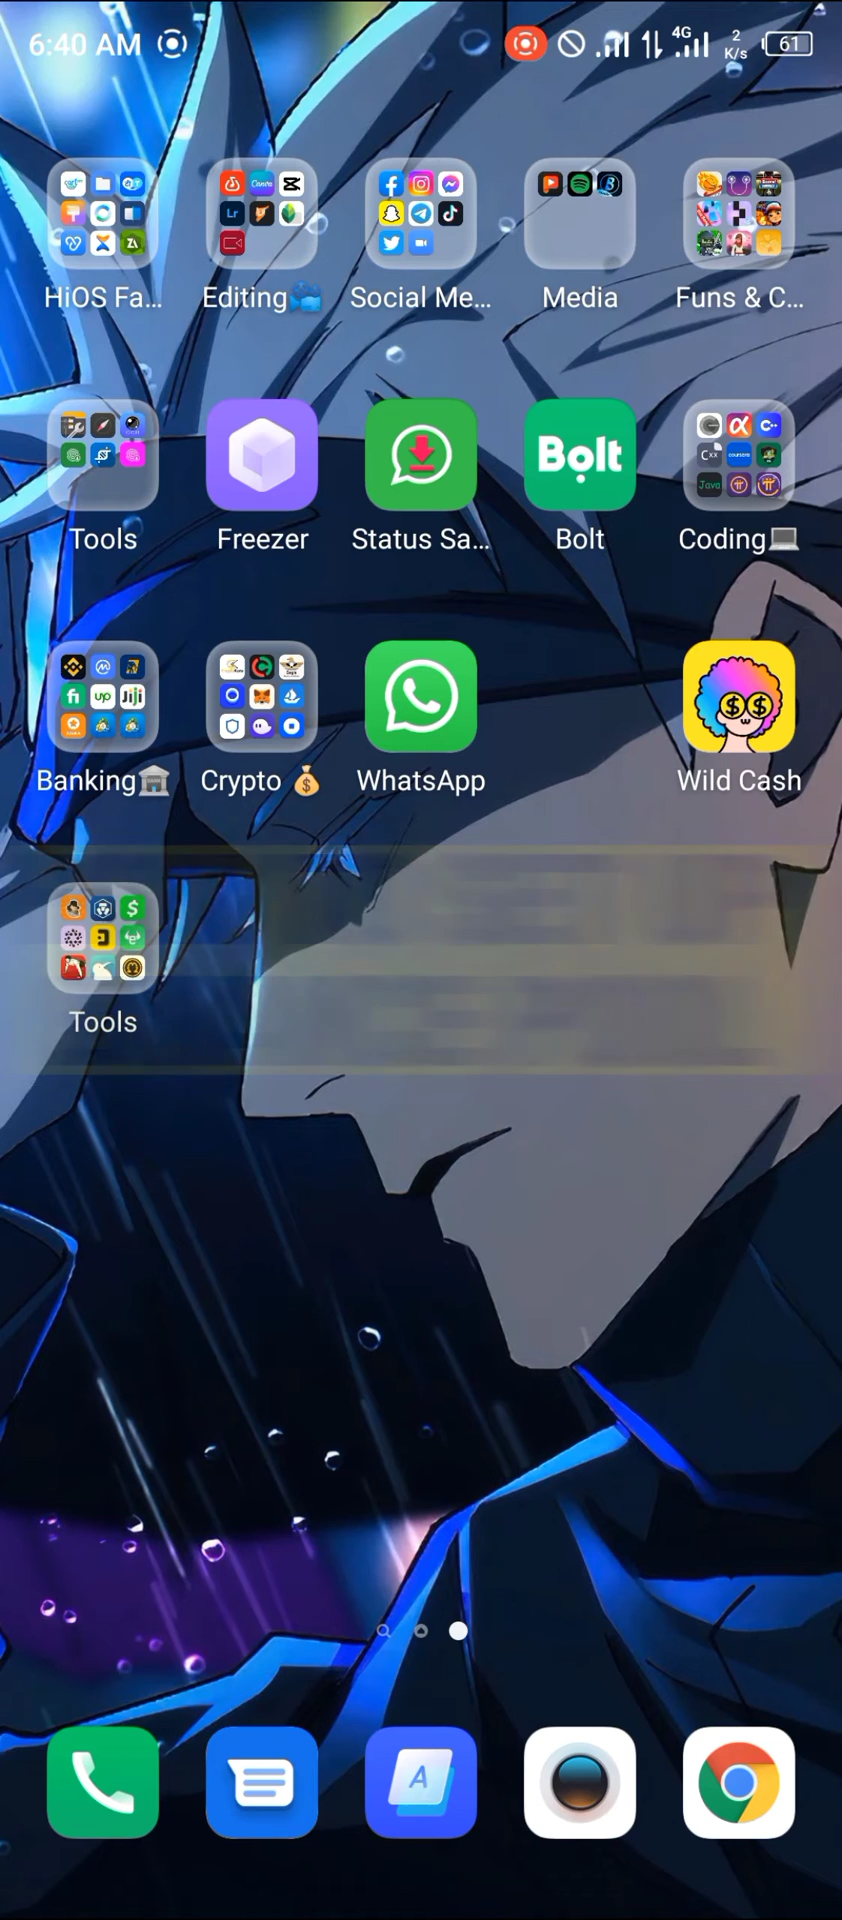 6:40 AM 4G 2 K/s 61
HiOS Fa... Editing🎥 Social Me... Media Funs & C...
Bolt
Tools Freezer Status Sa... Bolt Coding💻
Banking🏛️ Crypto 💰 WhatsApp Wild Cash
Tools
A